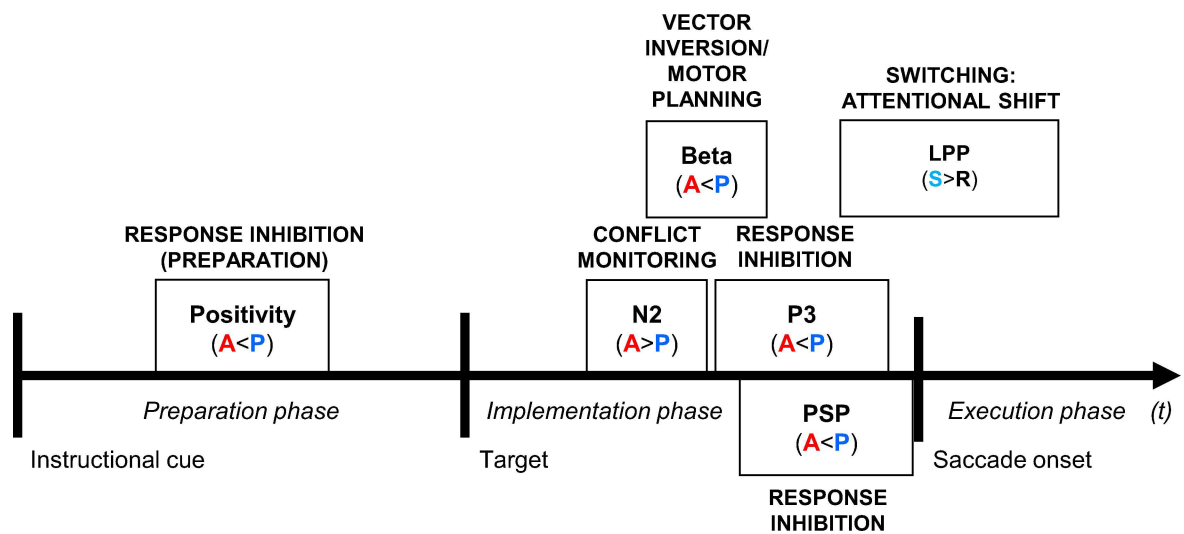 VECTOR
INVERSION/
MOTOR
PLANNING
Beta
(A<P)
SWITCHING:
ATTENTIONAL SHIFT
LPP
(S>R)
RESPONSE INHIBITION
(PREPARATION)
Positivity
(A<P)
CONFLICT
MONITORING
N2
(A>P)
RESPONSE
INHIBITION
P3
(A<P)
Preparation phase
Implementation phase
PSP
(A<P)
RESPONSE
INHIBITION
Execution phase (t)
Instructional cue
Target
Saccade onset